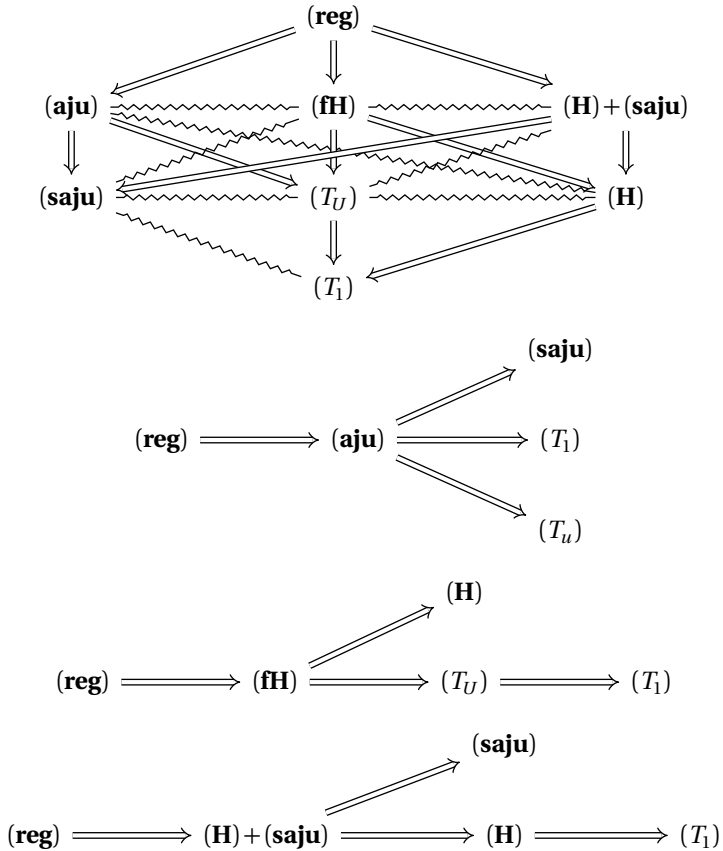 (reg)
(aju) (fH) (H)+(saju)
(saju) (T_U) (H)
(T_1)
(saju)
(reg) (aju) (T_1)
(T_u)
(H)
(reg) (fH) (T_U) (T_1)
(saju)
(reg) (H)+(saju) (H) (T_1)